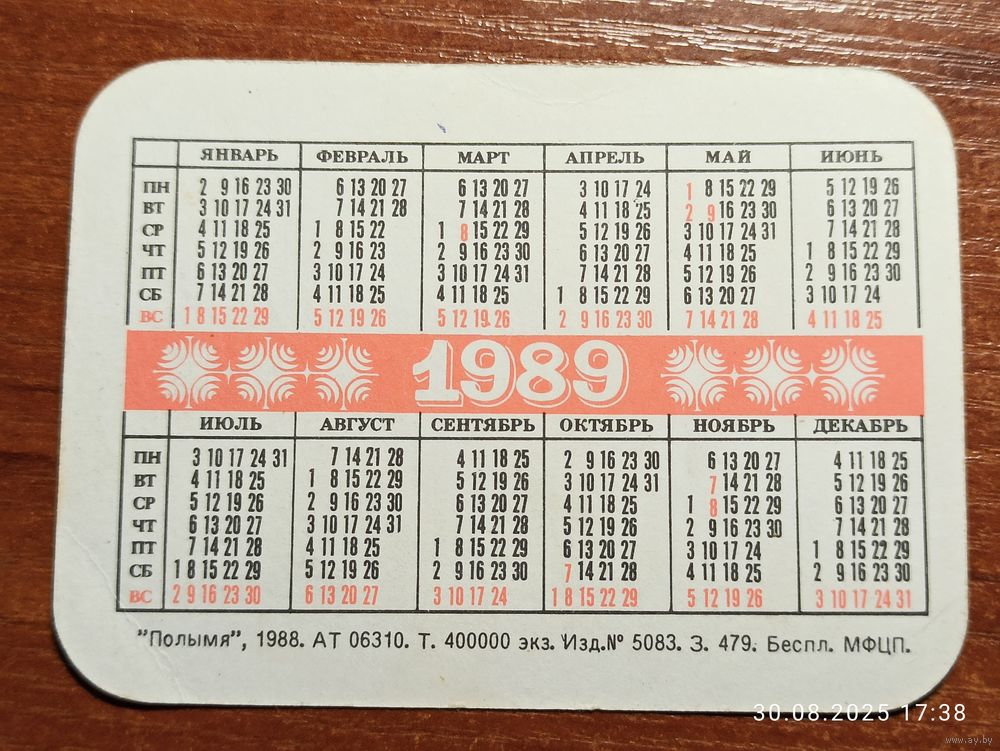 ЯНВАРЬ ФЕВРАЛЬ МАРТ АПРЕЛЬ МАЙ ИЮНЬ
ПН 2 9 16 23 30 6 13 20 27 6 13 20 27 3 10 17 24 1 8 15 22 29 5 12 19 26
ВТ 3 10 17 24 31 7 14 21 28 7 14 21 28 4 11 18 25 2 9 16 23 30 6 13 20 27
СР 4 11 18 25 1 8 15 22 1 8 15 22 29 5 12 19 26 3 10 17 24 31 7 14 21 28
ЧТ 5 12 19 26 2 9 16 23 2 9 16 23 30 6 13 20 27 4 11 18 25 1 8 15 22 29
ПТ 6 13 20 27 3 10 17 24 3 10 17 24 31 7 14 21 28 5 12 19 26 2 9 16 23 30
СБ 7 14 21 28 4 11 18 25 4 11 18 25 1 8 15 22 29 6 13 20 27 3 10 17 24
ВС 1 8 15 22 29 5 12 19 26 5 12 19 26 2 9 16 23 30 7 14 21 28 4 11 18 25
1989
ИЮЛЬ АВГУСТ СЕНТЯБРЬ ОКТЯБРЬ НОЯБРЬ ДЕКАБРЬ
ПН 3 10 17 24 31 7 14 21 28 4 11 18 25 2 9 16 23 30 6 13 20 27 4 11 18 25
ВТ 4 11 18 25 1 8 15 22 29 5 12 19 26 3 10 17 24 31 7 14 21 28 5 12 19 26
СР 5 12 19 26 2 9 16 23 30 6 13 20 27 4 11 18 25 1 8 15 22 29 6 13 20 27
ЧТ 6 13 20 27 3 10 17 24 31 7 14 21 28 5 12 19 26 2 9 16 23 30 7 14 21 28
ПТ 7 14 21 28 4 11 18 25 1 8 15 22 29 6 13 20 27 3 10 17 24 1 8 15 22 29
СБ 1 8 15 22 29 5 12 19 26 2 9 16 23 30 7 14 21 28 4 11 18 25 2 9 16 23 30
ВС 2 9 16 23 30 6 13 20 27 3 10 17 24 1 8 15 22 29 5 12 19 26 3 10 17 24 31
"Полымя", 1988. АТ 06310. Т. 400000 экз. Изд.№ 5083. З. 479. Беспл. МФЦП.
30.08.2025 17:38
www.ay.by